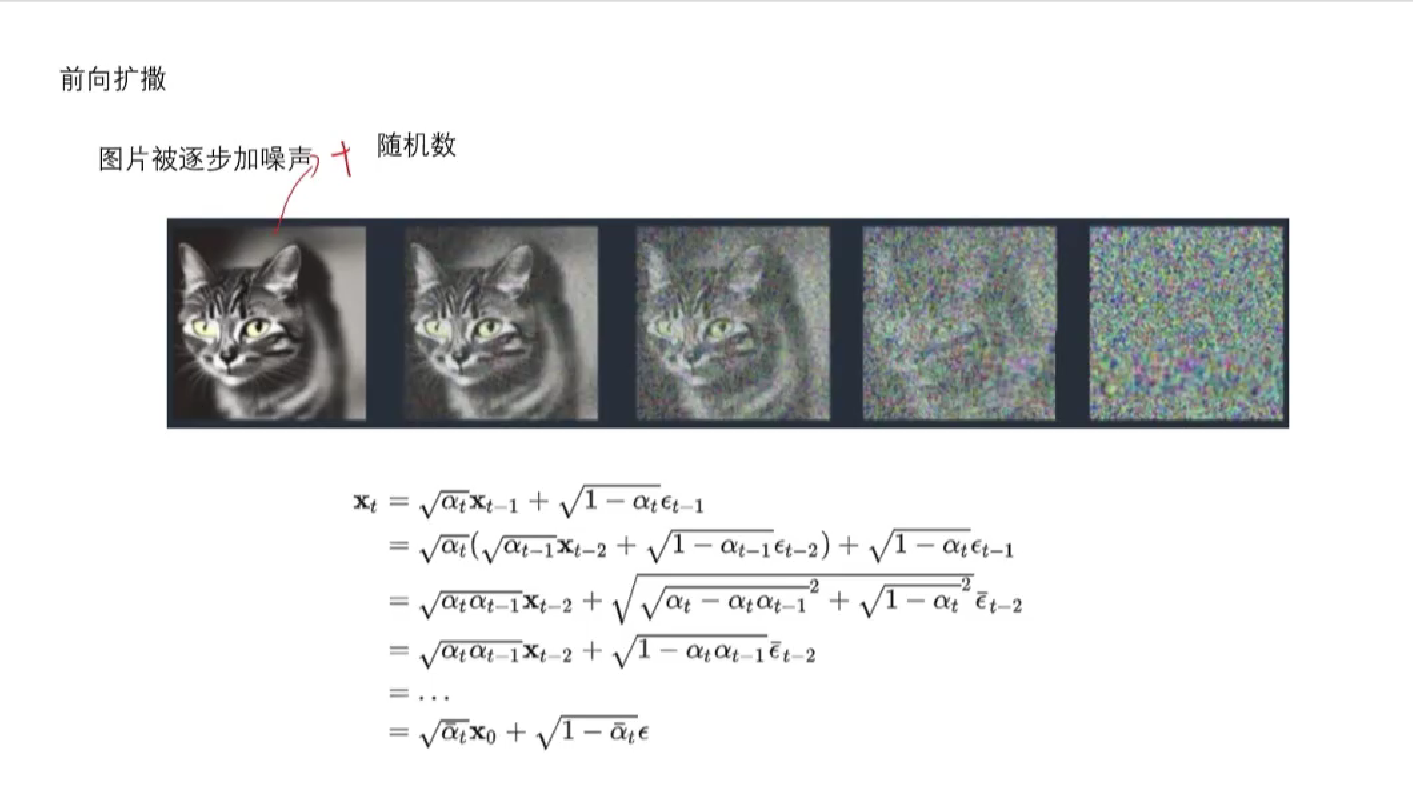 前向扩撒
图片被逐步加噪声 + 随机数
$\mathbf{x}_t = \sqrt{\alpha_t}\mathbf{x}_{t-1} + \sqrt{1-\alpha_t}\epsilon_{t-1}$
$= \sqrt{\alpha_t}(\sqrt{\alpha_{t-1}}\mathbf{x}_{t-2} + \sqrt{1-\alpha_{t-1}}\epsilon_{t-2}) + \sqrt{1-\alpha_t}\epsilon_{t-1}$
$= \sqrt{\alpha_t\alpha_{t-1}}\mathbf{x}_{t-2} + \sqrt{\sqrt{\alpha_t-\alpha_t\alpha_{t-1}}^2 + \sqrt{1-\alpha_t}^2}\bar{\epsilon}_{t-2}$
$= \sqrt{\alpha_t\alpha_{t-1}}\mathbf{x}_{t-2} + \sqrt{1-\alpha_t\alpha_{t-1}}\bar{\epsilon}_{t-2}$
$= \ldots$
$= \sqrt{\bar{\alpha}_t}\mathbf{x}_0 + \sqrt{1-\bar{\alpha}_t}\epsilon$